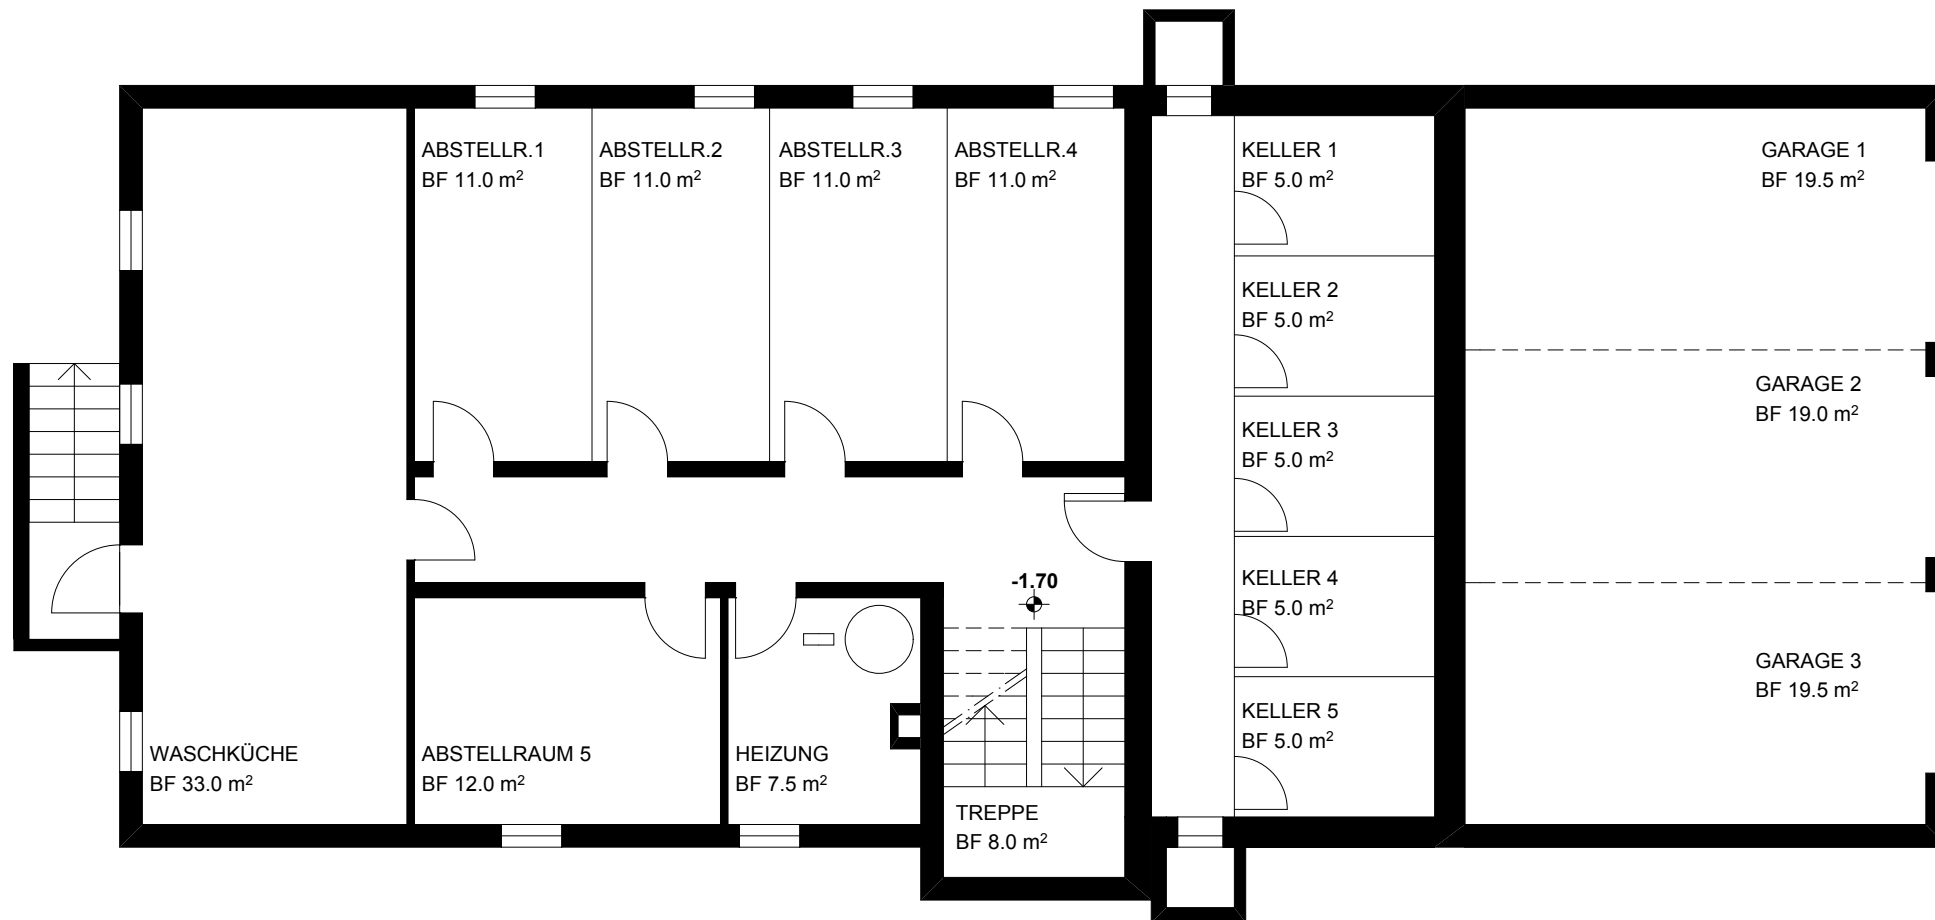 ABSTELLR.1
BF 11.0 m²
ABSTELLR.2
BF 11.0 m²
ABSTELLR.3
BF 11.0 m²
ABSTELLR.4
BF 11.0 m²
KELLER 1
BF 5.0 m²
GARAGE 1
BF 19.5 m²
KELLER 2
BF 5.0 m²
GARAGE 2
BF 19.0 m²
KELLER 3
BF 5.0 m²
-1.70
KELLER 4
BF 5.0 m²
GARAGE 3
BF 19.5 m²
KELLER 5
BF 5.0 m²
WASCHKÜCHE
BF 33.0 m²
ABSTELLRAUM 5
BF 12.0 m²
HEIZUNG
BF 7.5 m²
TREPPE
BF 8.0 m²